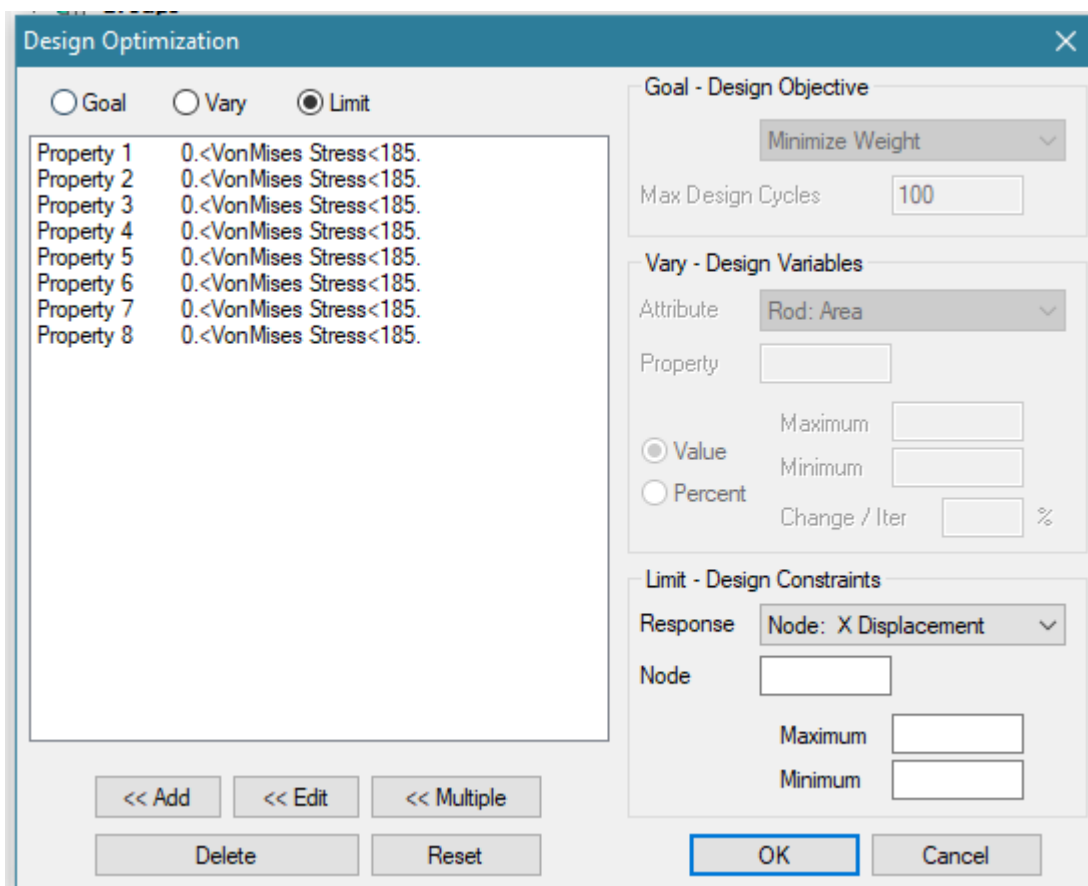 Design Optimization
Goal Vary Limit
Property 1 0.<VonMises Stress<185.
Property 2 0.<VonMises Stress<185.
Property 3 0.<VonMises Stress<185.
Property 4 0.<VonMises Stress<185.
Property 5 0.<VonMises Stress<185.
Property 6 0.<VonMises Stress<185.
Property 7 0.<VonMises Stress<185.
Property 8 0.<VonMises Stress<185.
<< Add << Edit << Multiple
Delete Reset
Goal - Design Objective
Minimize Weight
Max Design Cycles 100
Vary - Design Variables
Attribute Rod: Area
Property
Maximum
Value
Minimum
Percent
Change / Iter %
Limit - Design Constraints
Response Node: X Displacement
Node
Maximum
Minimum
OK Cancel